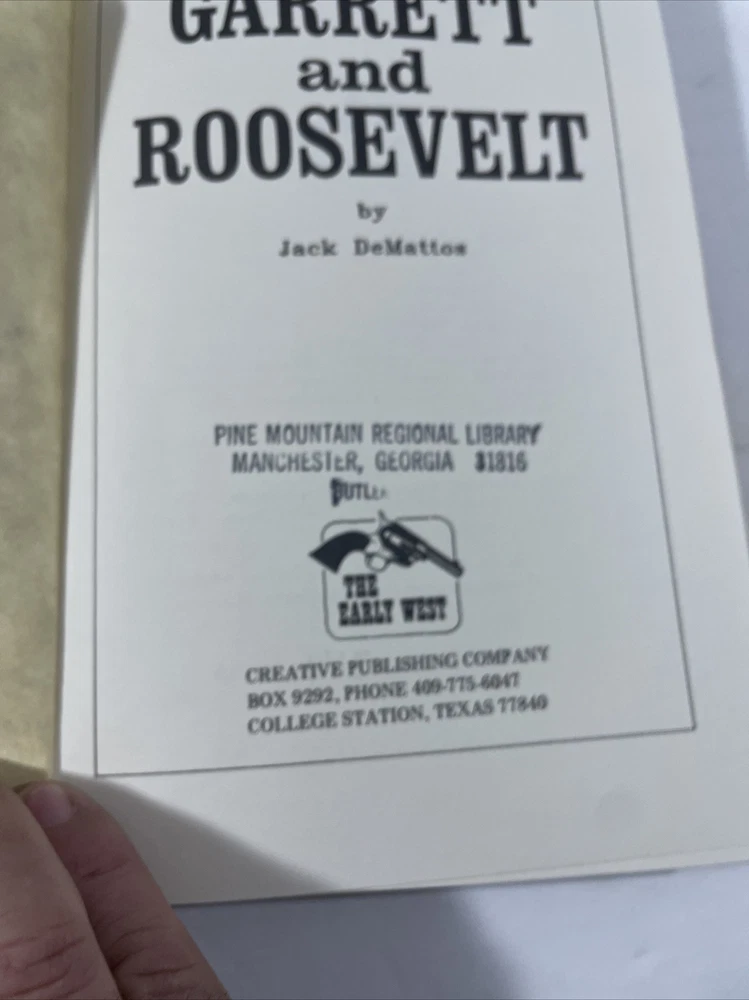 GARRETT
and
ROOSEVELT
by
Jack DeMattos
PINE MOUNTAIN REGIONAL LIBRARY
MANCHESTER, GEORGIA 31816
THE
EARLY WEST
CREATIVE PUBLISHING COMPANY
BOX 9292, PHONE 409-775-6047
COLLEGE STATION, TEXAS 77840